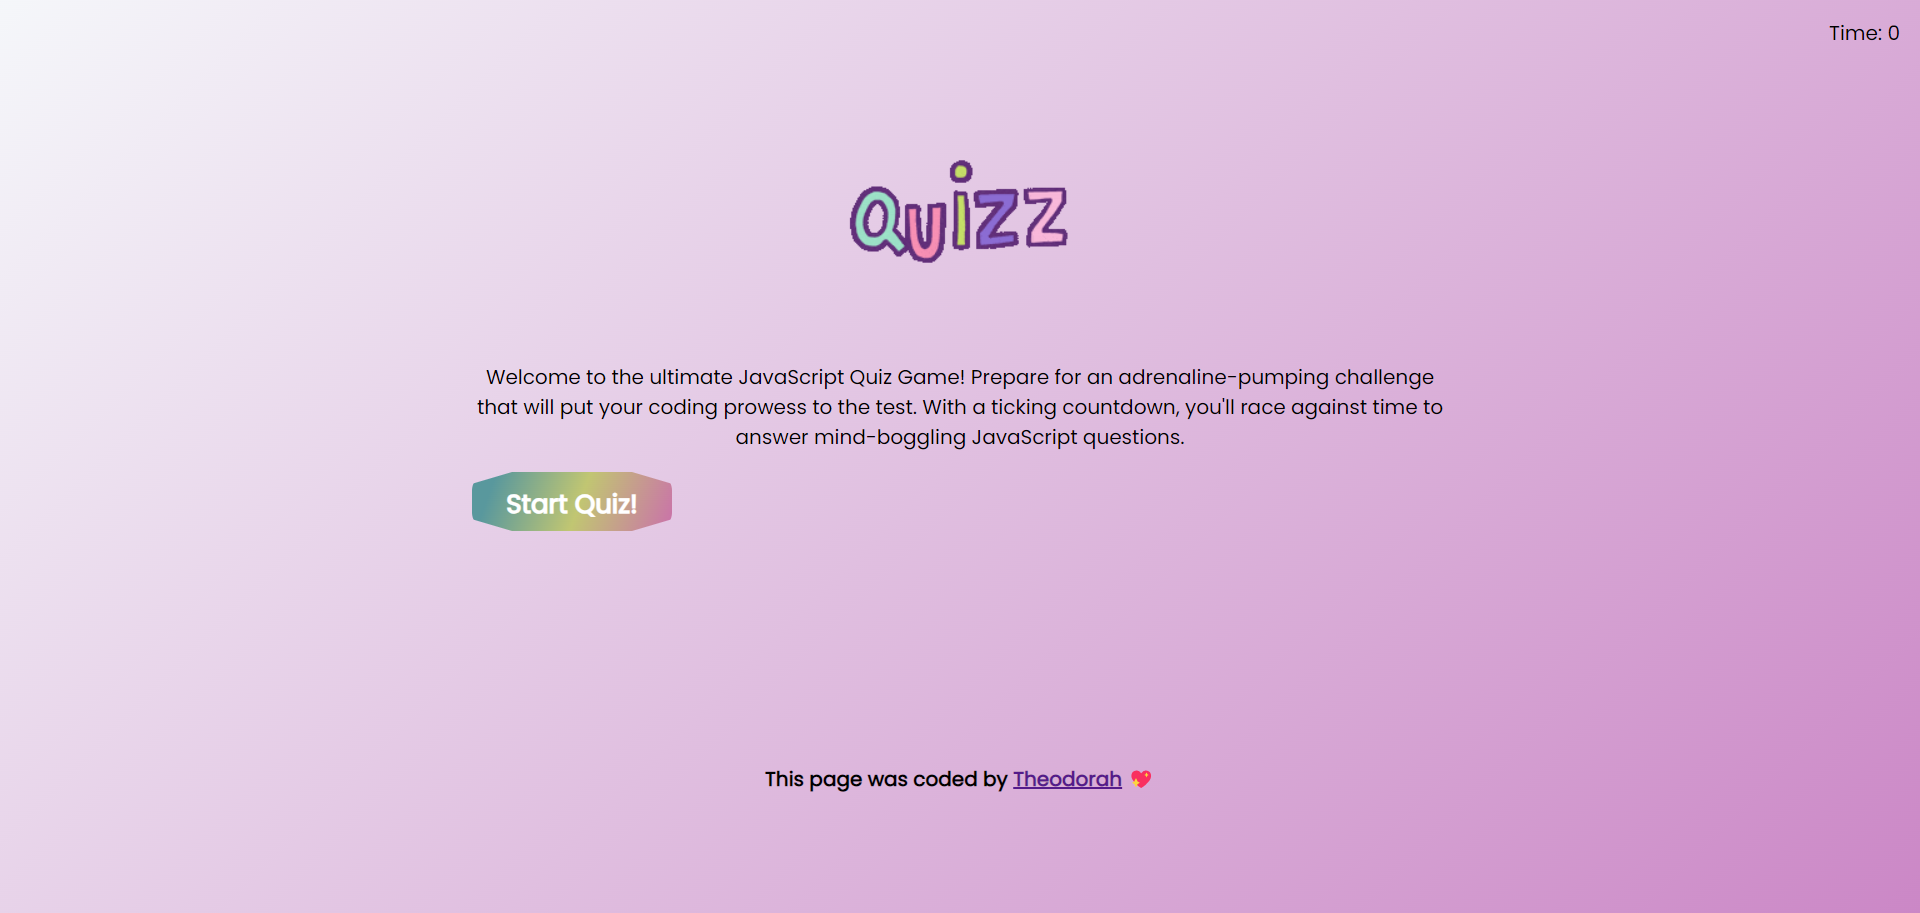 Time: 0
Quizz
Welcome to the ultimate JavaScript Quiz Game! Prepare for an adrenaline-pumping challenge
that will put your coding prowess to the test. With a ticking countdown, you'll race against time to
answer mind-boggling JavaScript questions.
Start Quiz!
This page was coded by Theodorah 💖